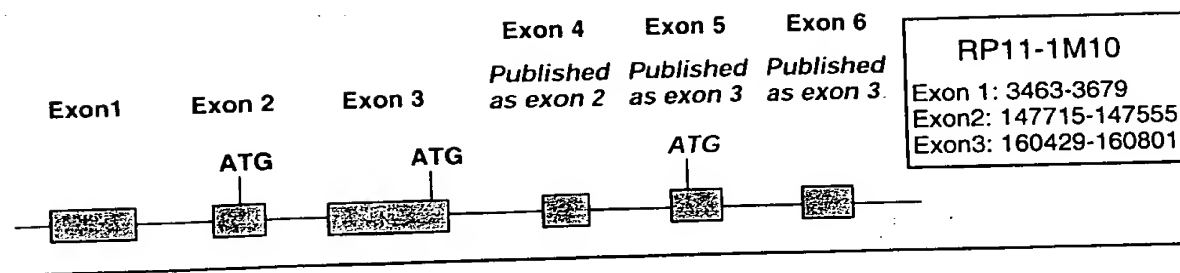 Exon1
Exon 2
Exon 3
Exon 4
Published
as exon 2
Exon 5
Published
as exon 3
Exon 6
Published
as exon 3.
ATG
ATG
ATG
RP11-1M10
Exon 1: 3463-3679
Exon2: 147715-147555
Exon3: 160429-160801